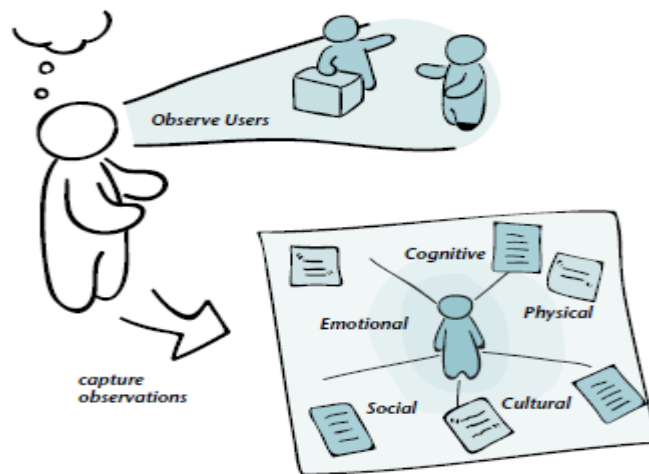 Observe Users
Cognitive
Emotional
Physical
capture
observations
Social
Cultural